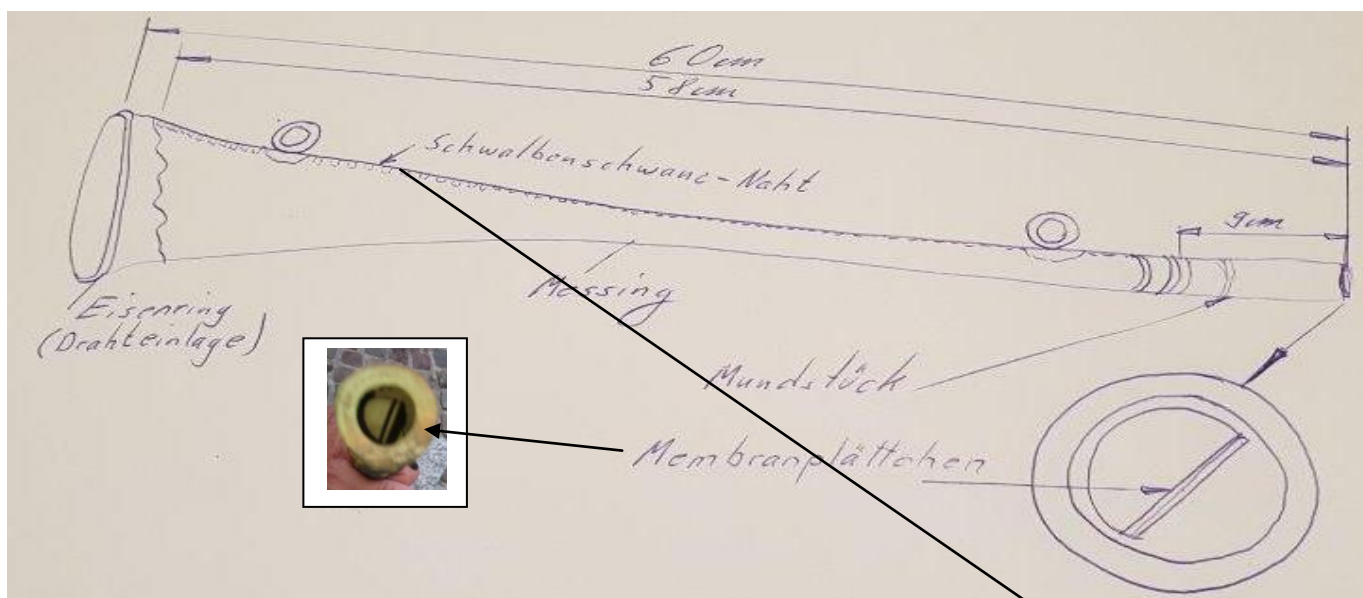 60cm
58cm
Schwalbenschwanz-Naht
9cm
Messing
Eisenring
(Drahteinlage)
Mundstück
Membranplättchen